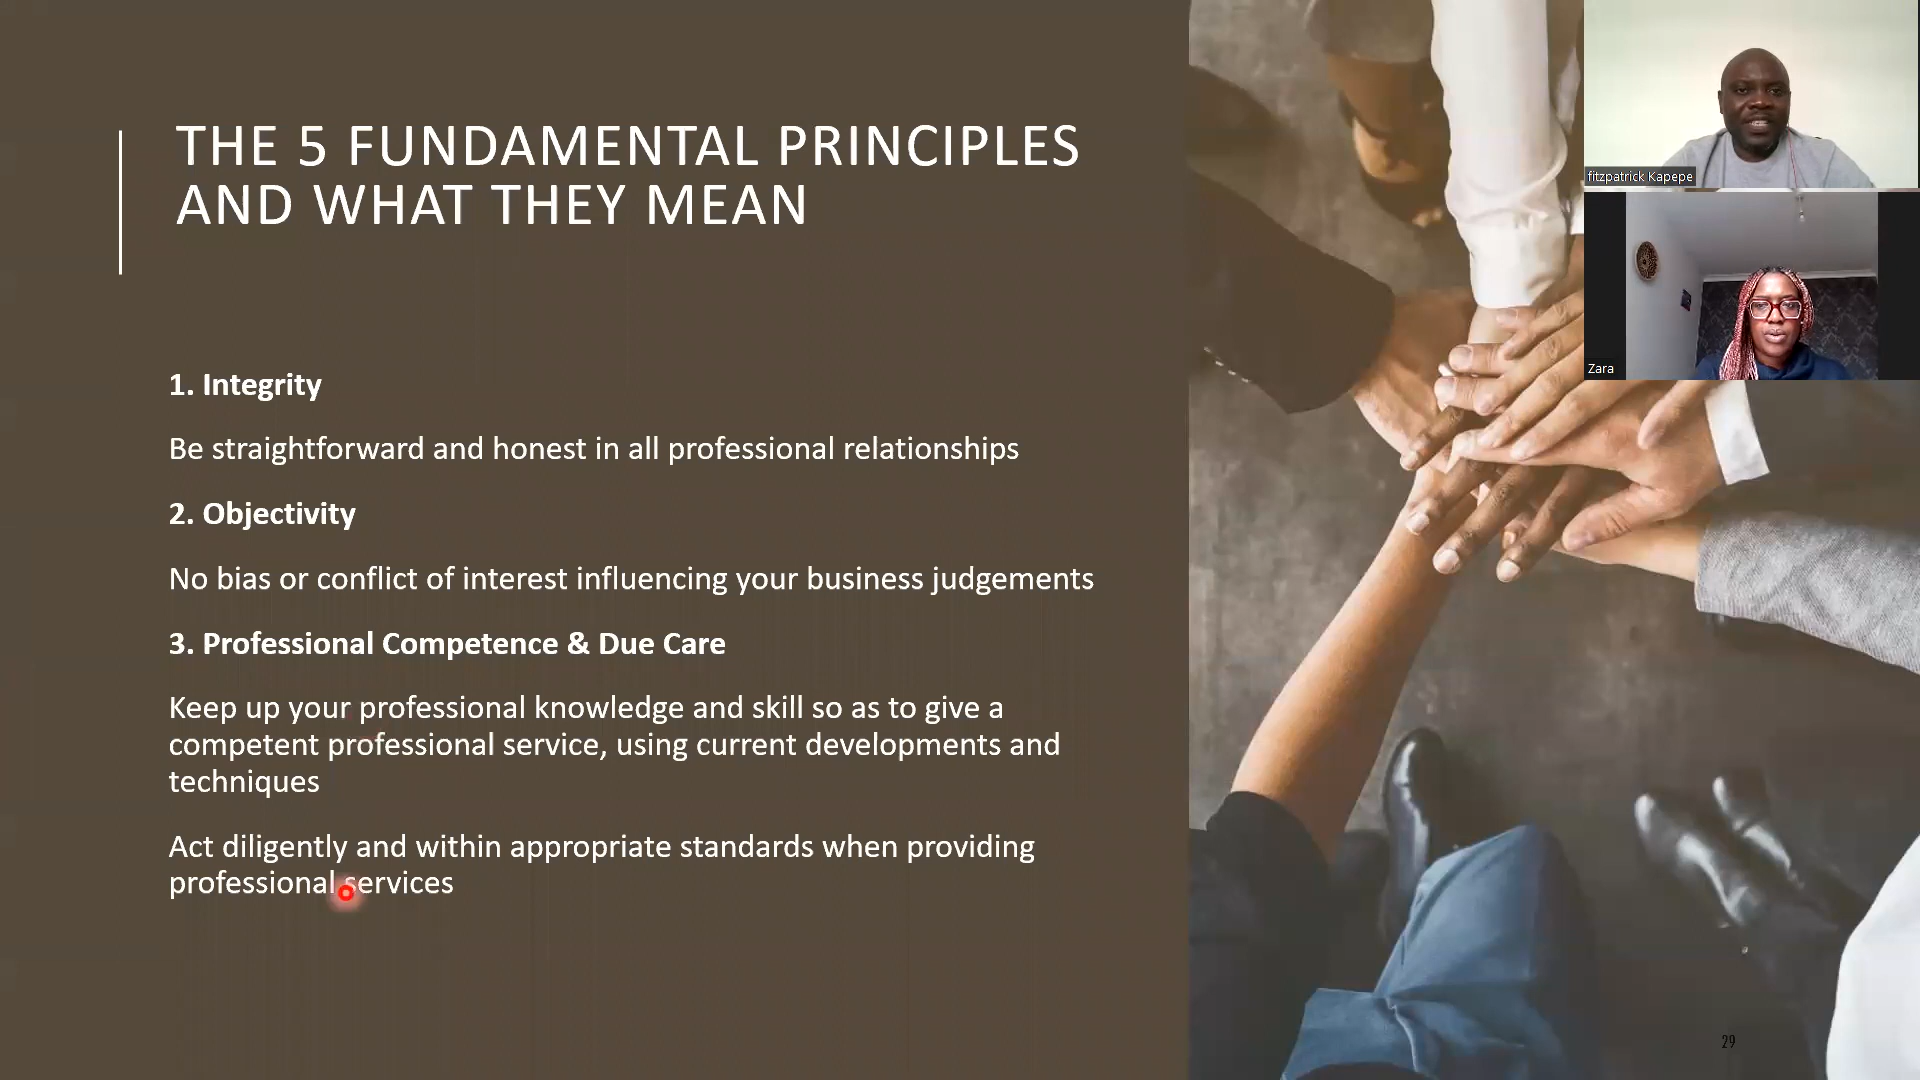 THE 5 FUNDAMENTAL PRINCIPLES
AND WHAT THEY MEAN
1. Integrity
Be straightforward and honest in all professional relationships
2. Objectivity
No bias or conflict of interest influencing your business judgements
3. Professional Competence & Due Care
Keep up your professional knowledge and skill so as to give a
competent professional service, using current developments and
techniques
Act diligently and within appropriate standards when providing
professional services
fitzpatrick Kapepe
Zara
29